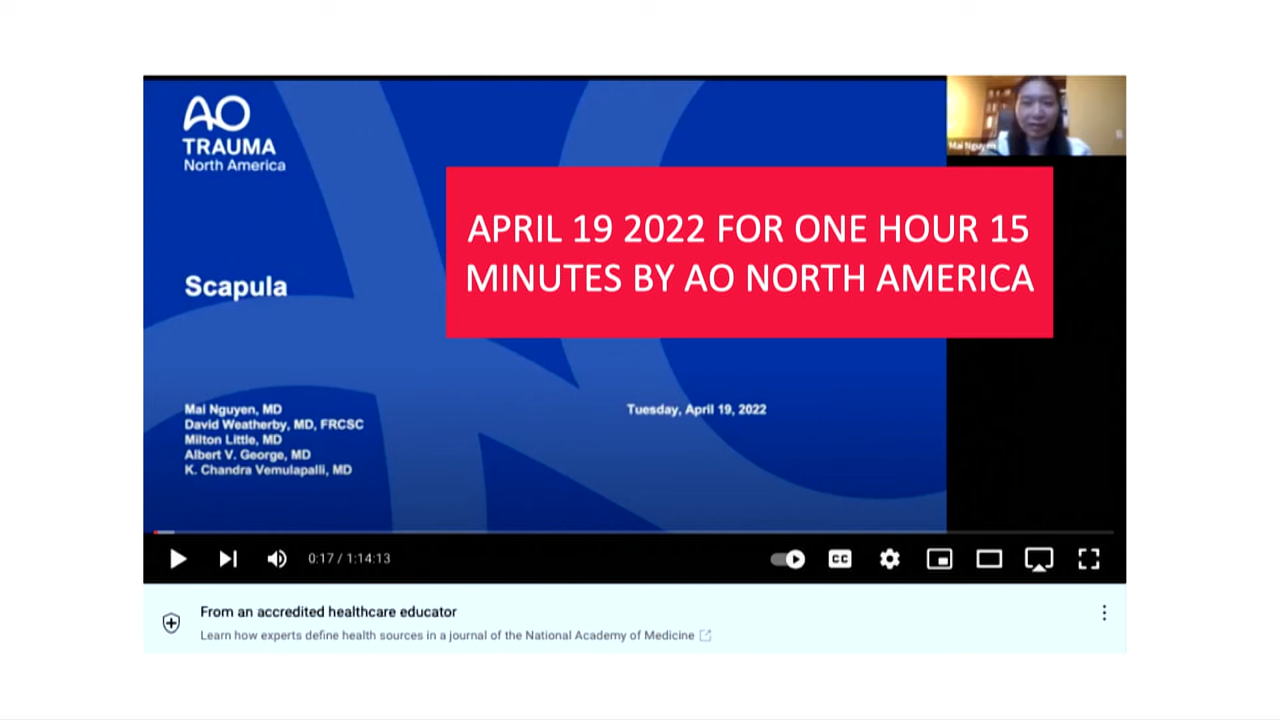 AO
TRAUMA
North America
Mai Nguyen
APRIL 19 2022 FOR ONE HOUR 15
MINUTES BY AO NORTH AMERICA
Scapula
Mai Nguyen, MD
David Weatherby, MD, FRCSC
Milton Little, MD
Albert V. George, MD
K. Chandra Vemulapalli, MD
Tuesday, April 19, 2022
0:17 / 1:14:13
CC
From an accredited healthcare educator
Learn how experts define health sources in a journal of the National Academy of Medicine